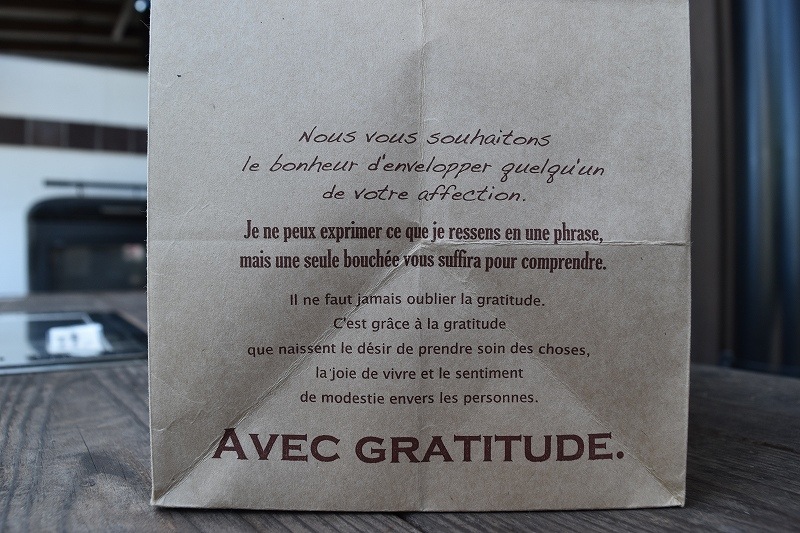 Nous vous souhaitons
le bonheur d'envelopper quelqu'un
de votre affection.
Je ne peux exprimer ce que je ressens en une phrase,
mais une seule bouchée vous suffira pour comprendre.
Il ne faut jamais oublier la gratitude.
C'est grâce à la gratitude
que naissent le désir de prendre soin des choses,
la joie de vivre et le sentiment
de modestie envers les personnes.
AVEC GRATITUDE.